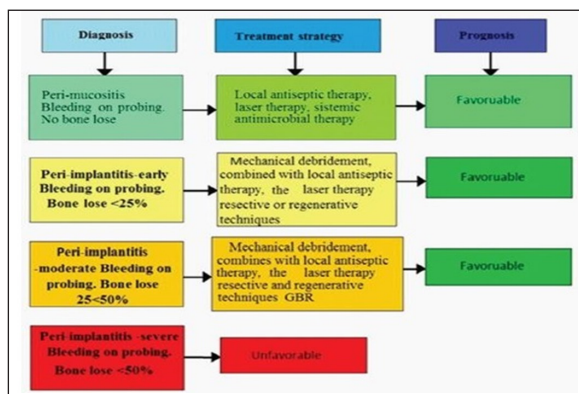 Diagnosis
Treatment strategy
Prognosis
Peri-mucositis
Bleeding on probing.
No bone lose
Local antiseptic therapy,
laser therapy, sistemic
antimicrobial therapy
Favouruable
Peri-implantitis-early
Bleeding on probing.
Bone lose <25%
Mechanical debridement,
combined with local antiseptic
therapy, the laser therapy
resective or regenerative
techniques
Favouruable
Peri-implantitis
-moderate Bleeding on
probing. Bone lose
25<50%
Mechanical debridement,
combines with local antiseptic
therapy, the laser therapy
resective and regenerative
techniques GBR
Favouruable
Peri-implantitis -severe
Bleeding on probing.
Bone lose <50%
Unfavorable